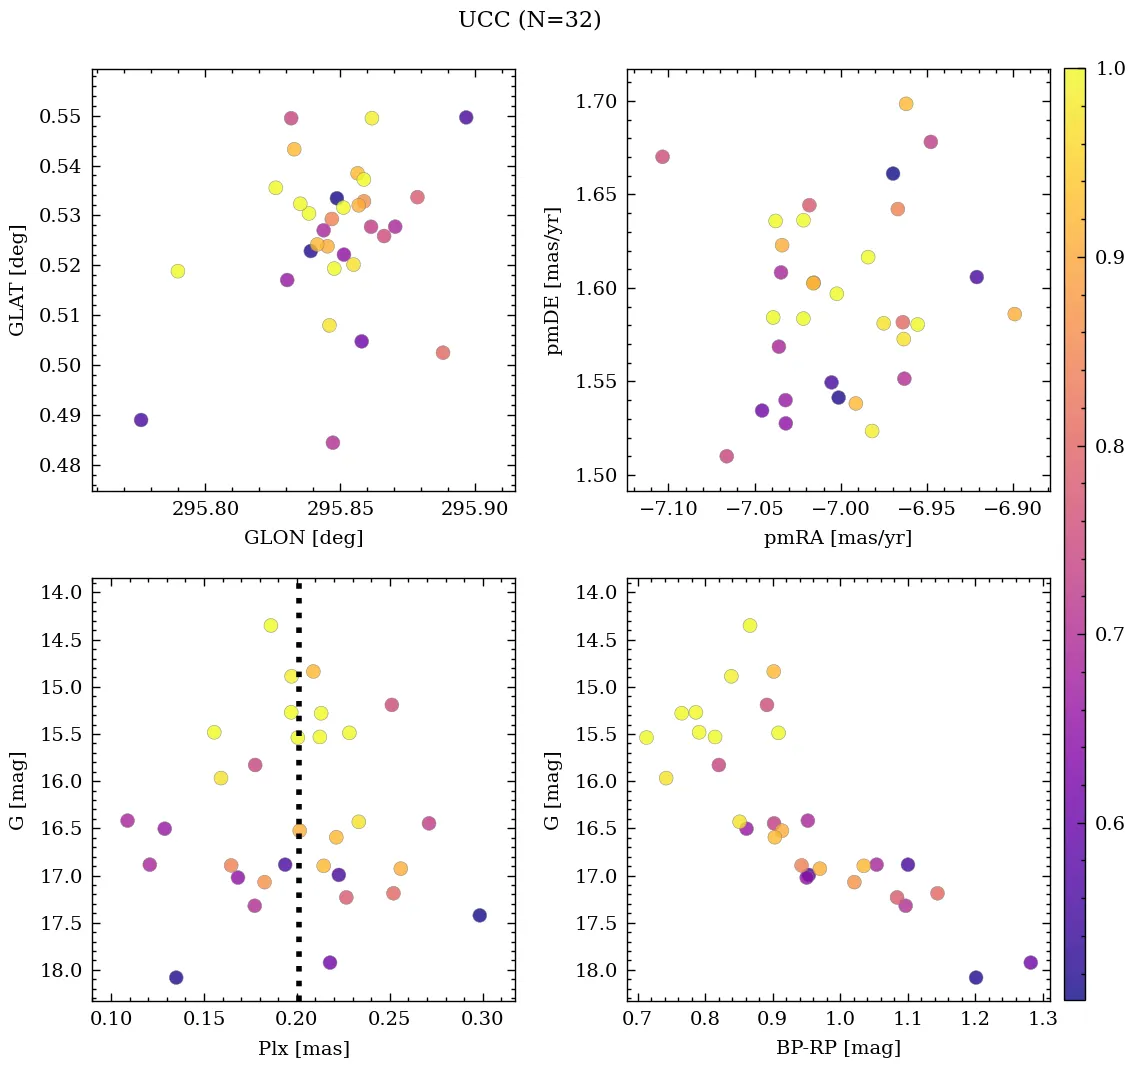 UCC (N=32)
0.55
0.54
0.53
0.52
0.51
0.50
0.49
0.48
GLAT [deg]
295.80 295.85 295.90
GLON [deg]
1.70
1.65
1.60
1.55
1.50
pmDE [mas/yr]
−7.10 −7.05 −7.00 −6.95 −6.90
pmRA [mas/yr]
14.0
14.5
15.0
15.5
16.0
16.5
17.0
17.5
18.0
G [mag]
0.10 0.15 0.20 0.25 0.30
Plx [mas]
14.0
14.5
15.0
15.5
16.0
16.5
17.0
17.5
18.0
G [mag]
0.7 0.8 0.9 1.0 1.1 1.2 1.3
BP-RP [mag]
1.0
0.9
0.8
0.7
0.6